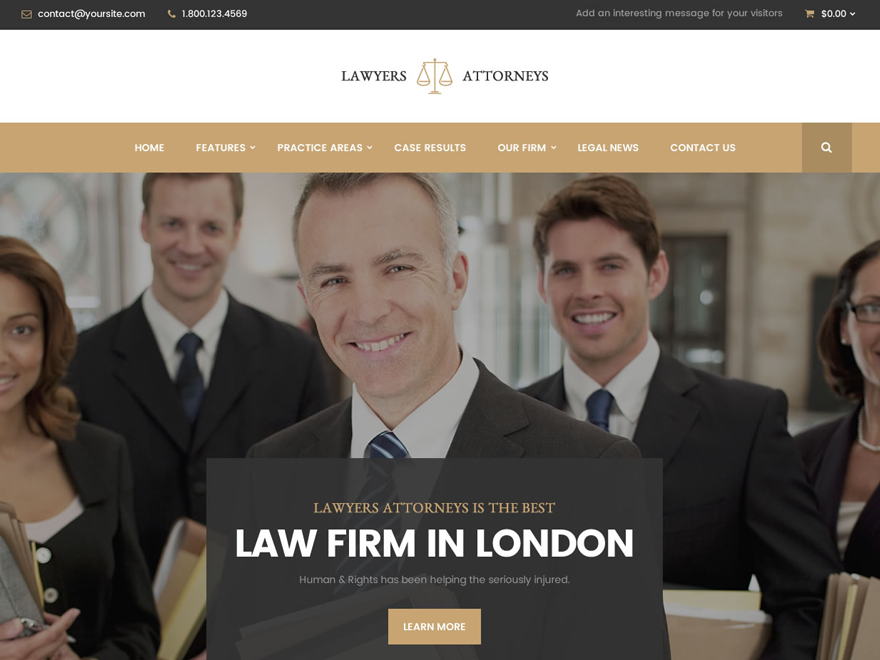 contact@yoursite.com 1.800.123.4569 Add an interesting message for your visitors $0.00
LAWYERS ATTORNEYS
HOME FEATURES PRACTICE AREAS CASE RESULTS OUR FIRM LEGAL NEWS CONTACT US
LAWYERS ATTORNEYS IS THE BEST
LAW FIRM IN LONDON
Human & Rights has been helping the seriously injured.
LEARN MORE